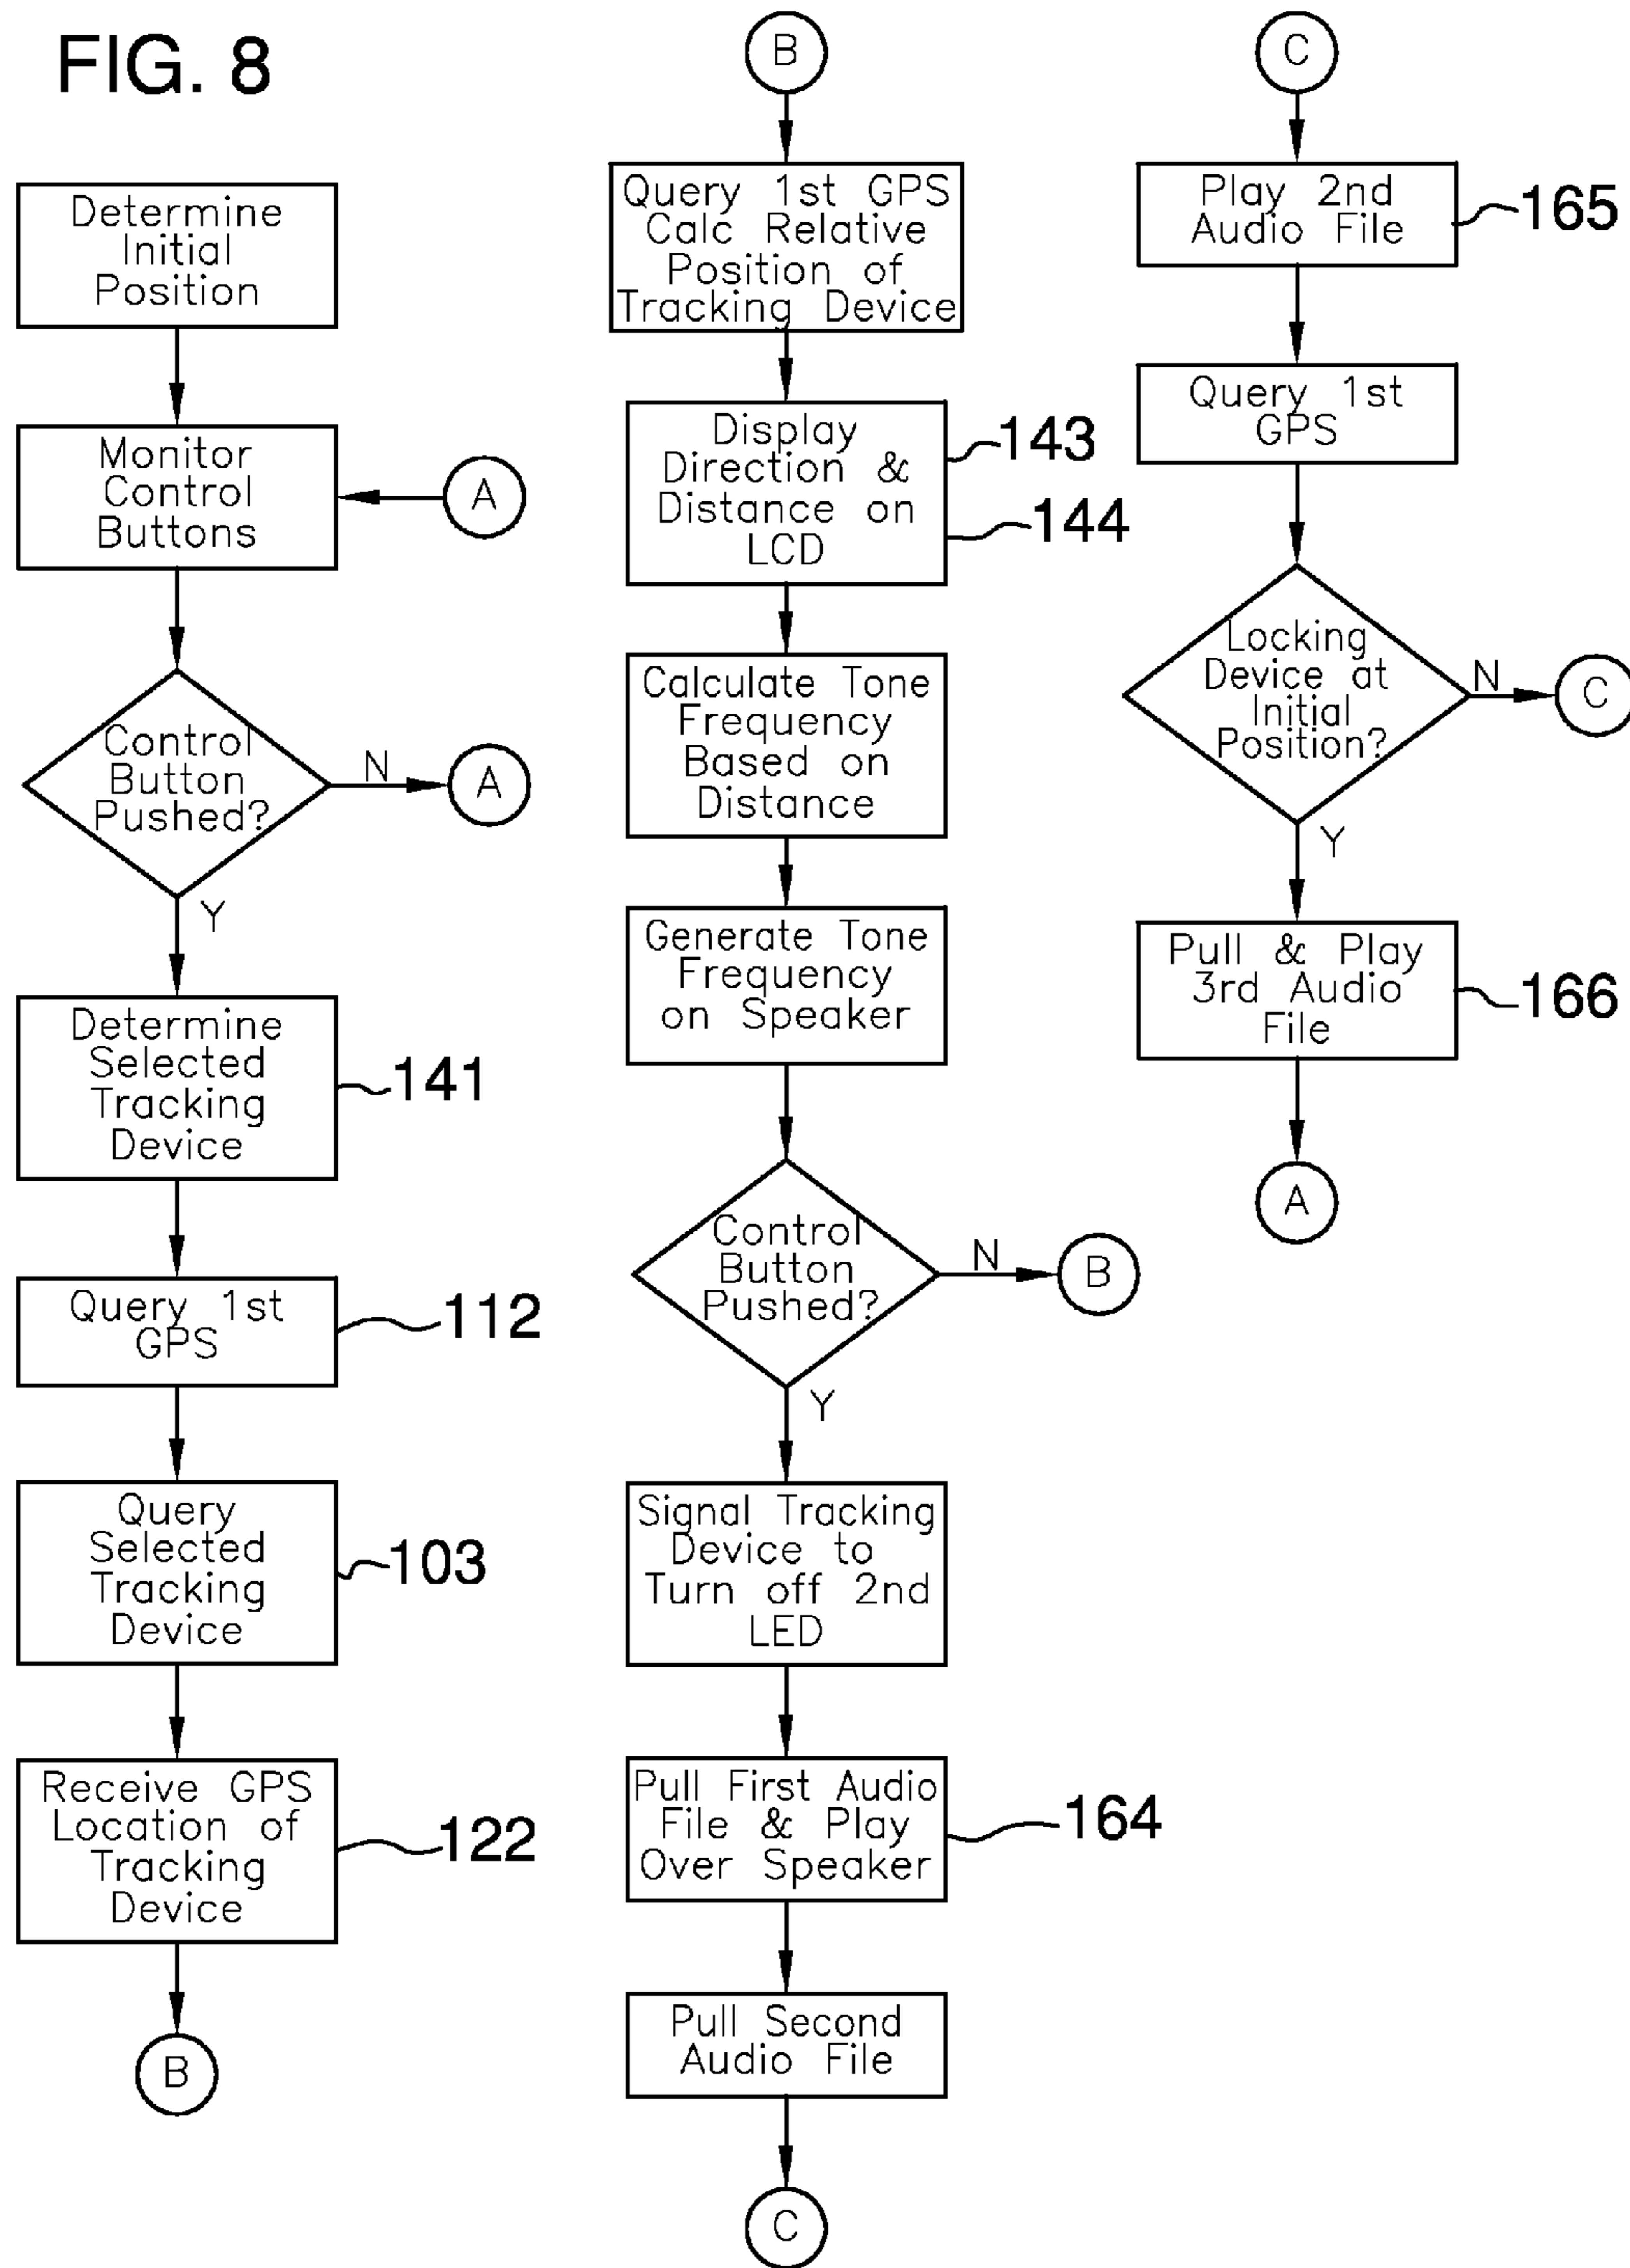 FIG. 8
Determine
Initial
Position
Monitor
Control
Buttons
A
Control
Button
Pushed?
N
A
Y
Determine
Selected
Tracking
Device
141
Query 1st
GPS
112
Query
Selected
Tracking
Device
103
Receive GPS
Location of
Tracking
Device
122
B
B
Query 1st GPS
Calc Relative
Position of
Tracking Device
Display
Direction &
Distance on
LCD
143
144
Calculate Tone
Frequency
Based on
Distance
Generate Tone
Frequency
on Speaker
Control
Button
Pushed?
N
B
Y
Signal Tracking
Device to
Turn off 2nd
LED
Pull First Audio
File & Play
Over Speaker
164
Pull Second
Audio File
C
C
Play 2nd
Audio File
165
Query 1st
GPS
Locking
Device at
Initial
Position?
N
C
Y
Pull & Play
3rd Audio
File
166
A